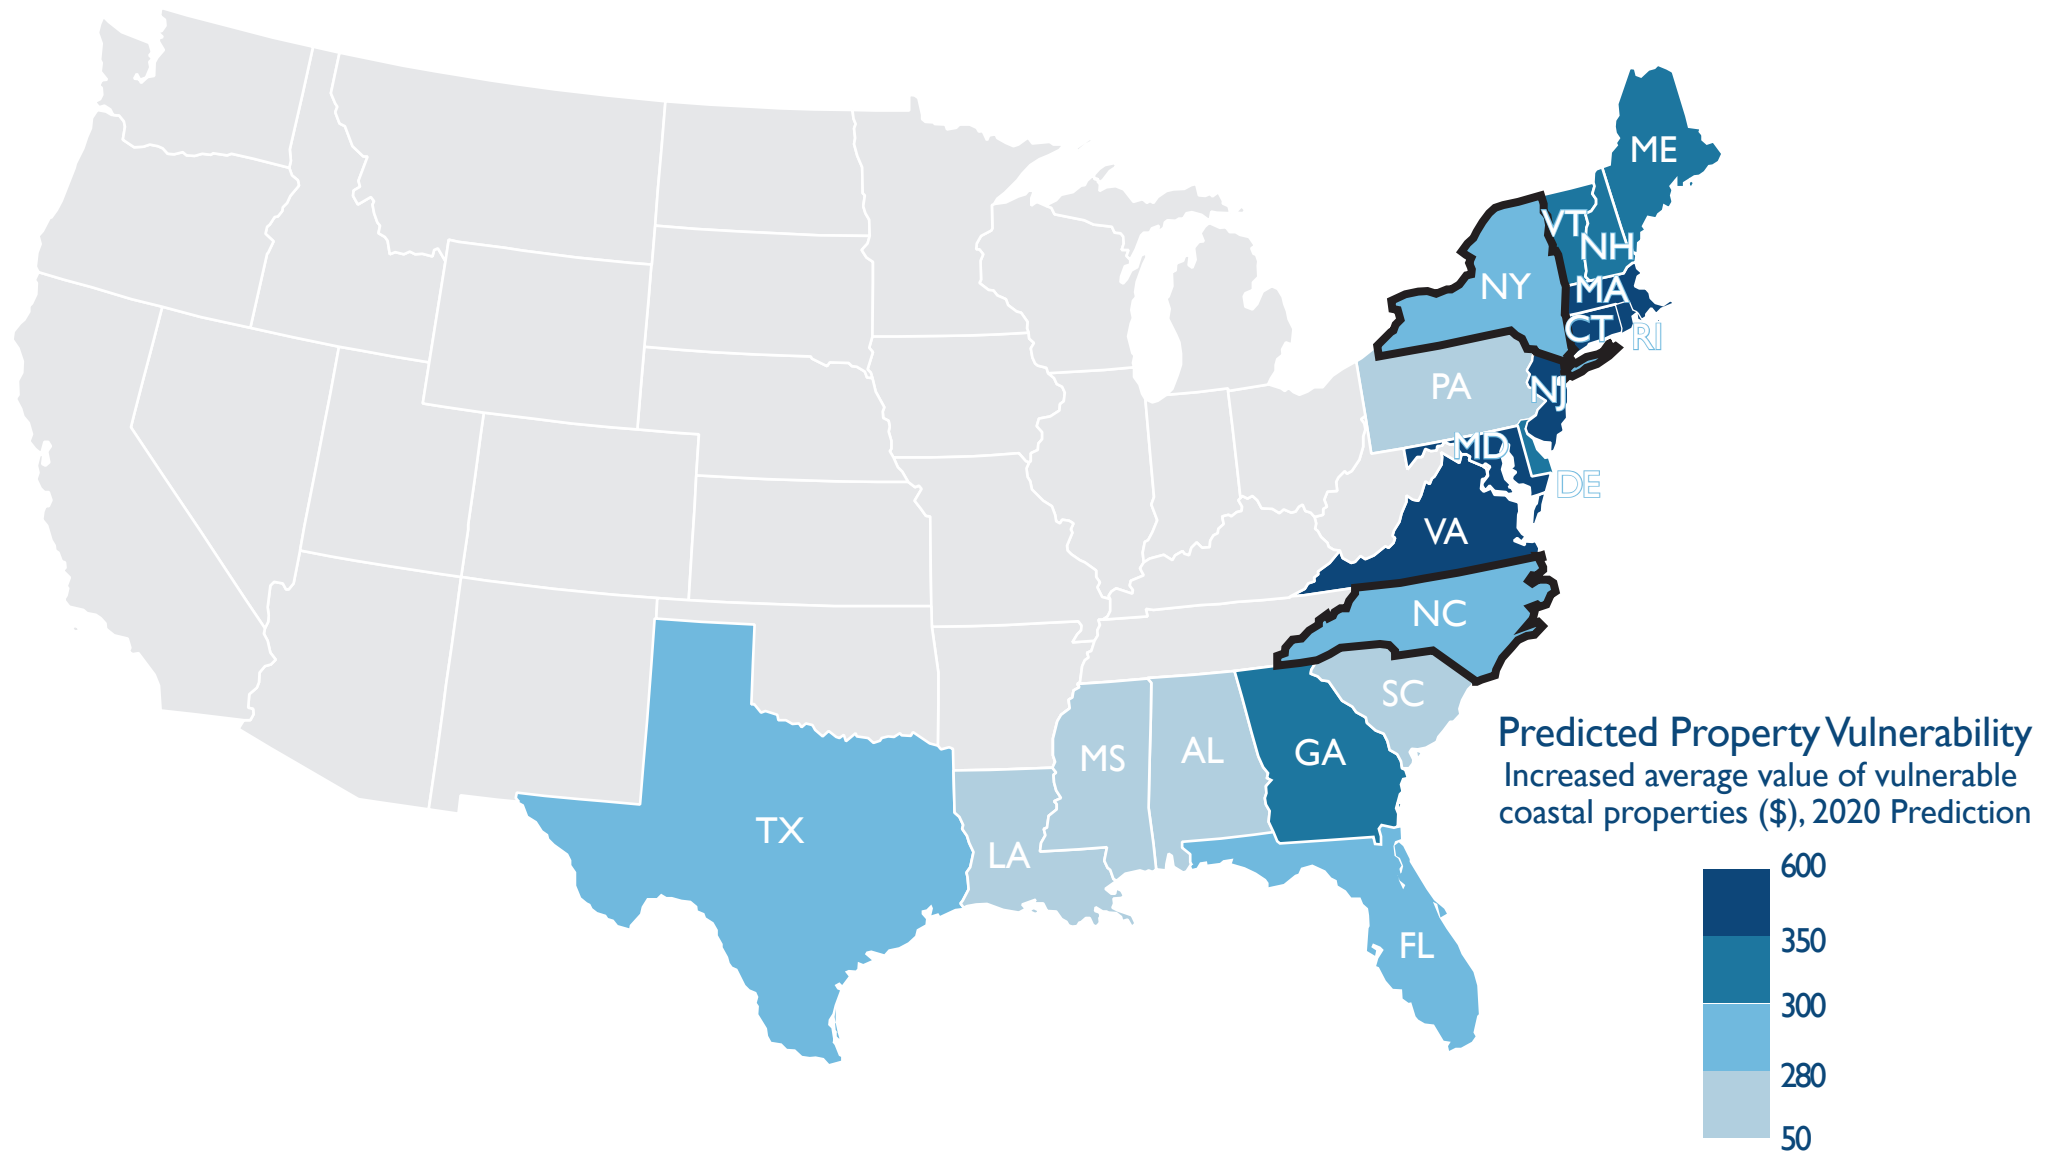 ME
VT
NH
NY
MA
CT
RI
PA
NJ
MD
DE
VA
NC
SC
MS
AL
GA
TX
LA
FL
Predicted Property Vulnerability
Increased average value of vulnerable
coastal properties ($), 2020 Prediction
600
350
300
280
50